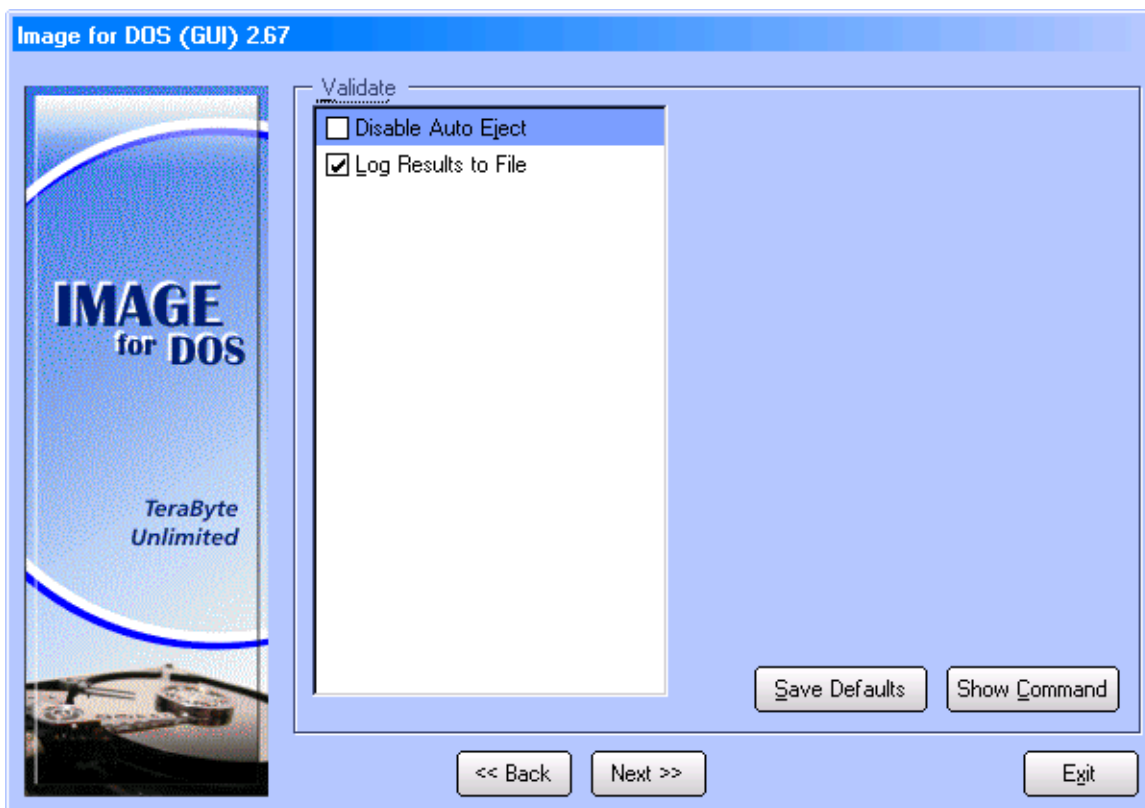 Image for DOS (GUI) 2.67
IMAGE
for DOS
TeraByte
Unlimited
Validate
Disable Auto Eject
Log Results to File
Save Defaults
Show Command
<< Back
Next >>
Exit